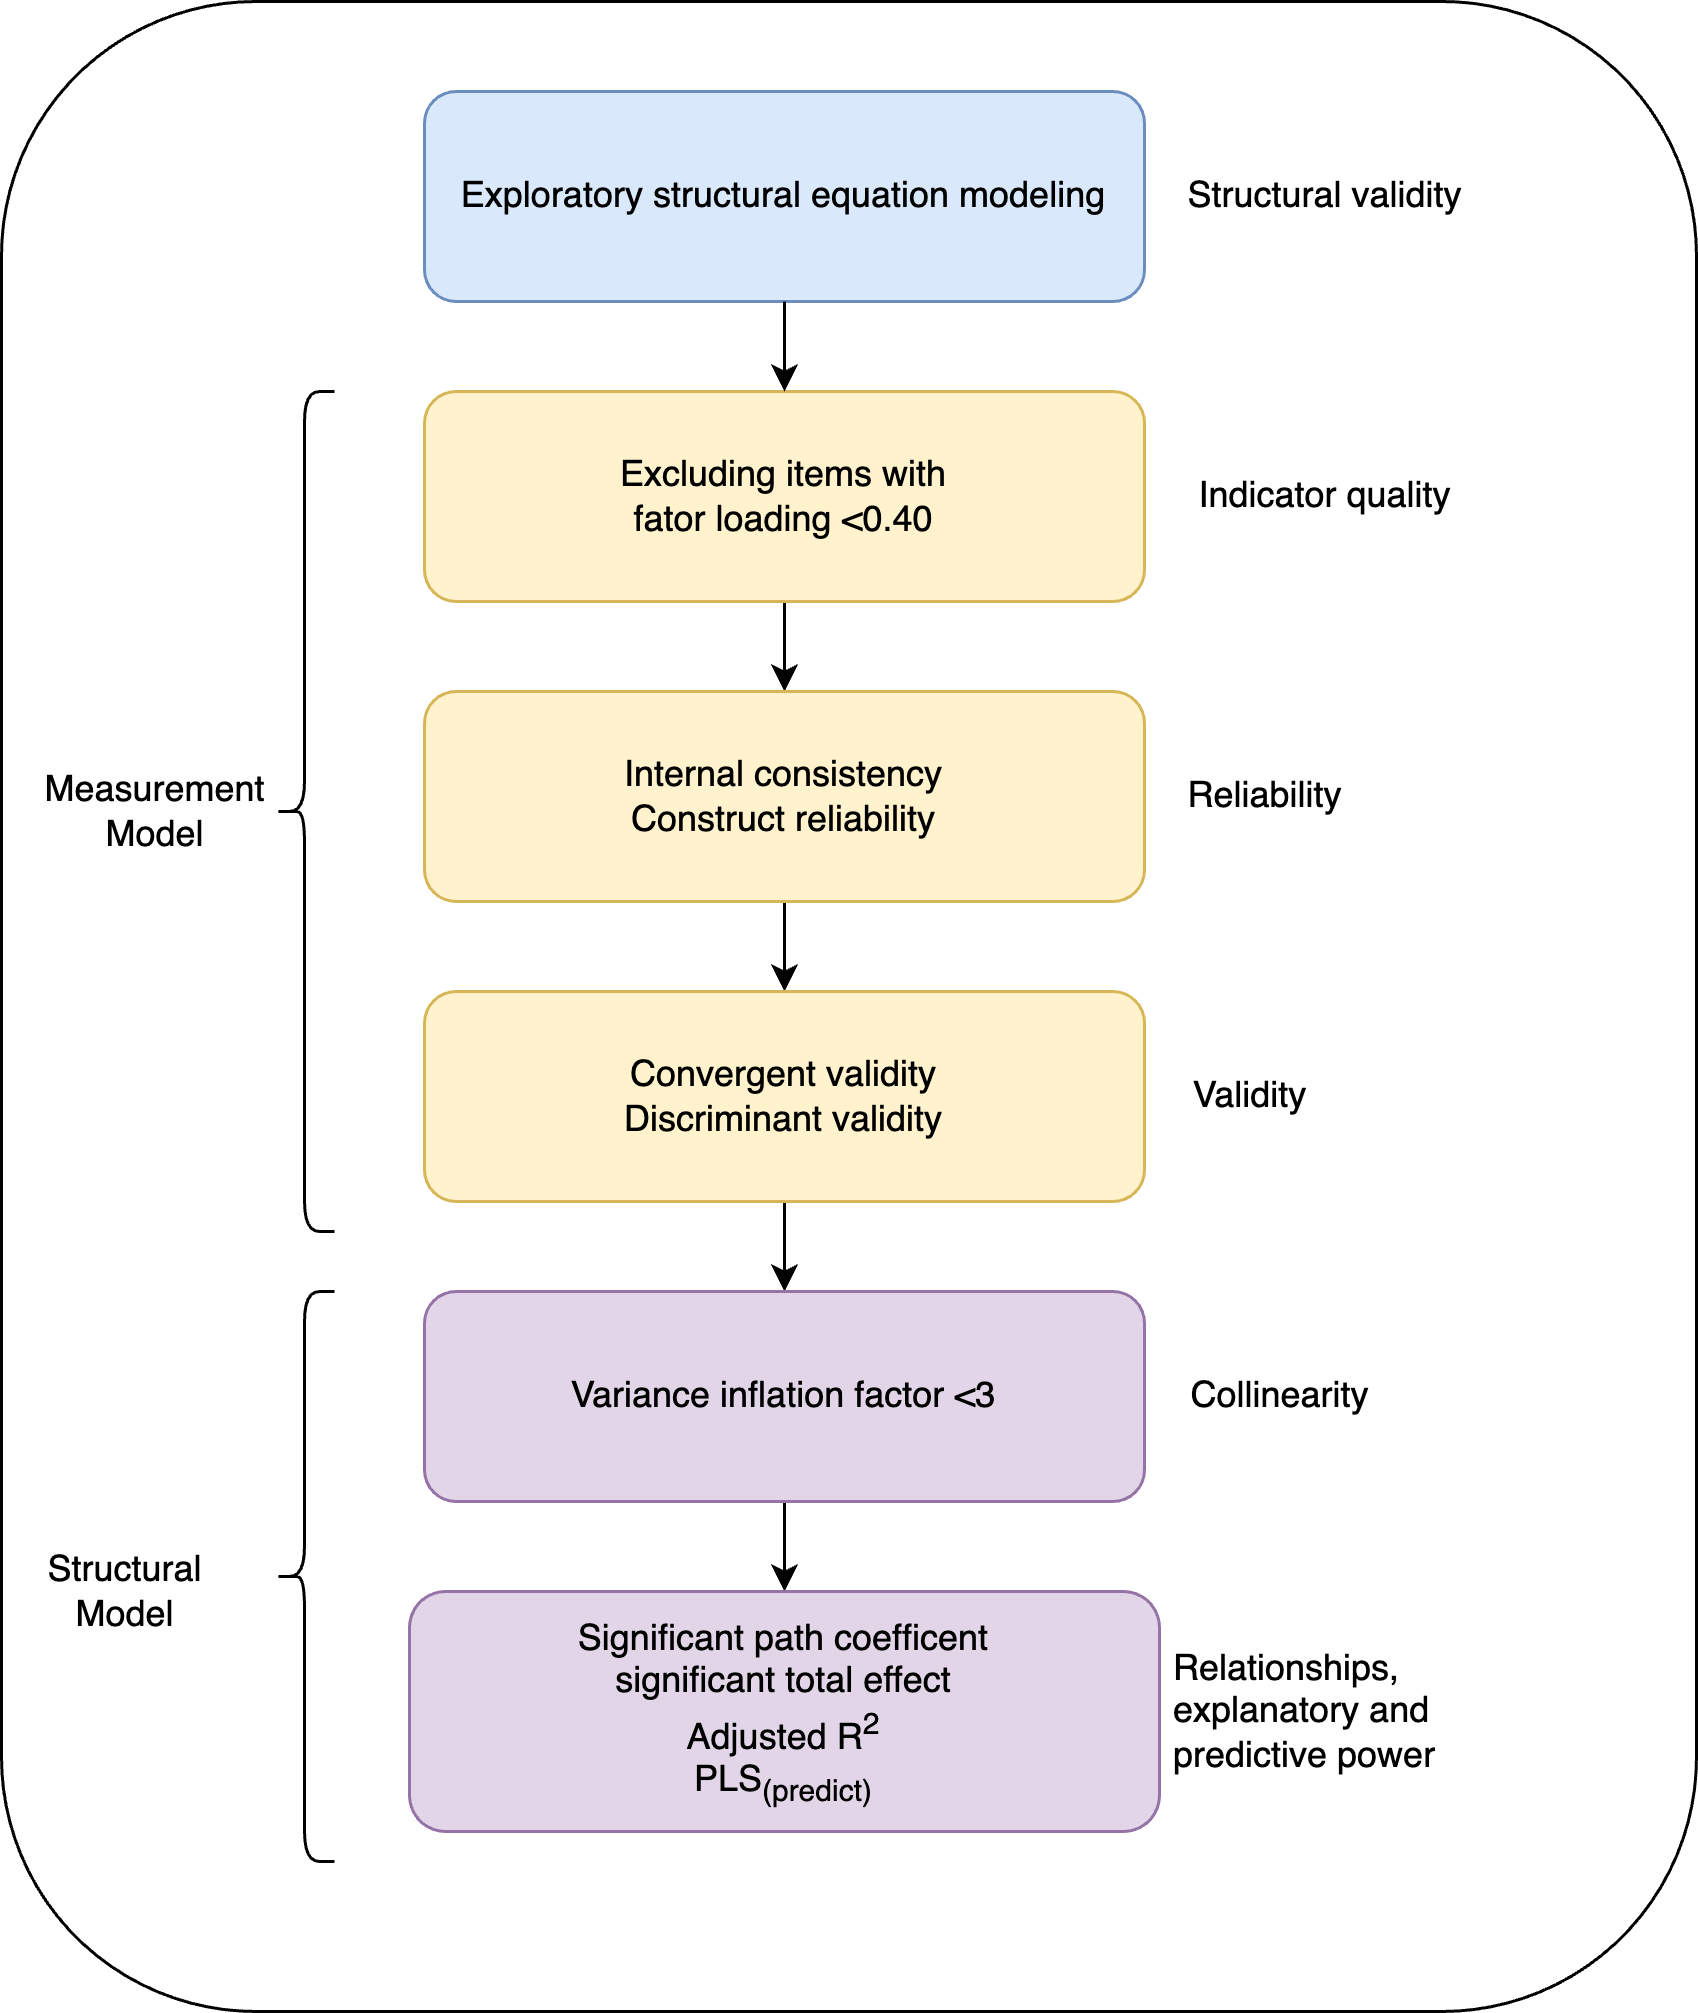 Exploratory structural equation modeling
Structural validity
Excluding items with
fator loading <0.40
Indicator quality
Measurement
Model
Internal consistency
Construct reliability
Reliability
Convergent validity
Discriminant validity
Validity
Structural
Model
Variance inflation factor <3
Collinearity
Significant path coefficent
significant total effect
Adjusted R²
PLS(predict)
Relationships,
explanatory and
predictive power